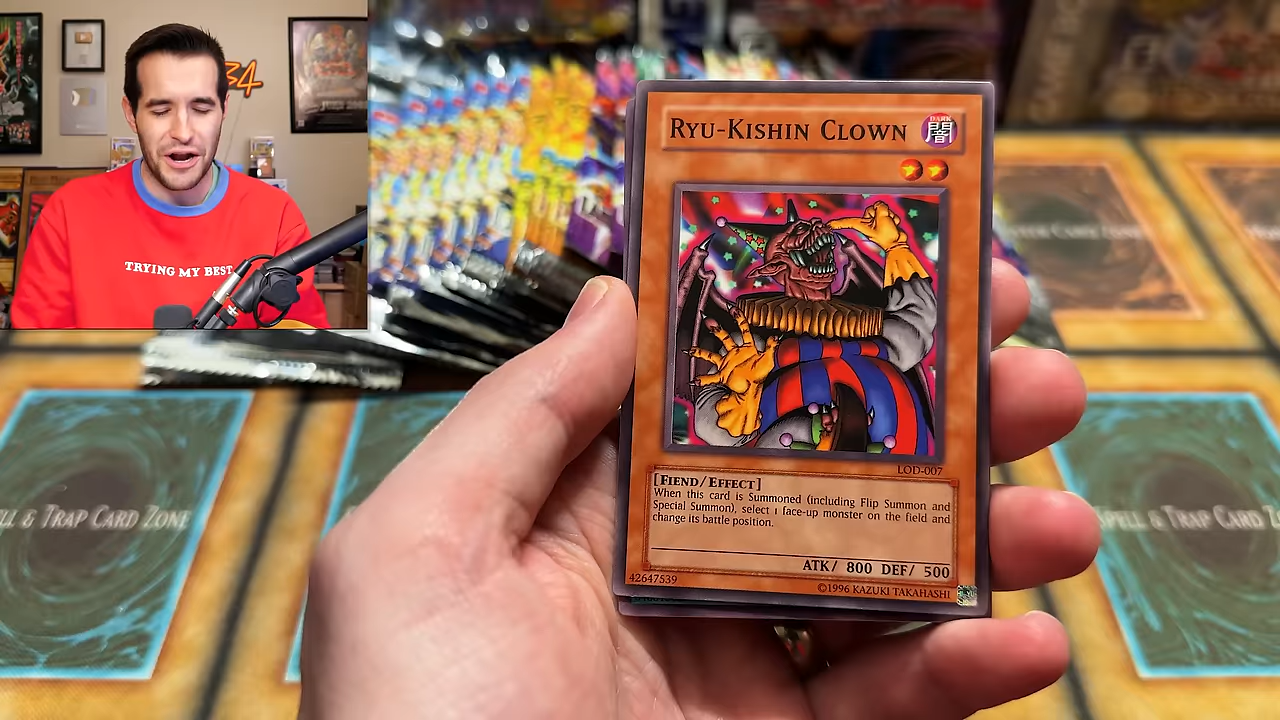 34
TRYING MY BEST
RYU-KISHIN CLOWN
DARK
闇
LOD-007
[FIEND/EFFECT]
When this card is Summoned (including Flip Summon and
Special Summon), select 1 face-up monster on the field and
change its battle position.
ATK/ 800 DEF/ 500
42647539
©1996 KAZUKI TAKAHASHI
LL & TRAP CARD ZONE
SPELL & TRAP CARD Z